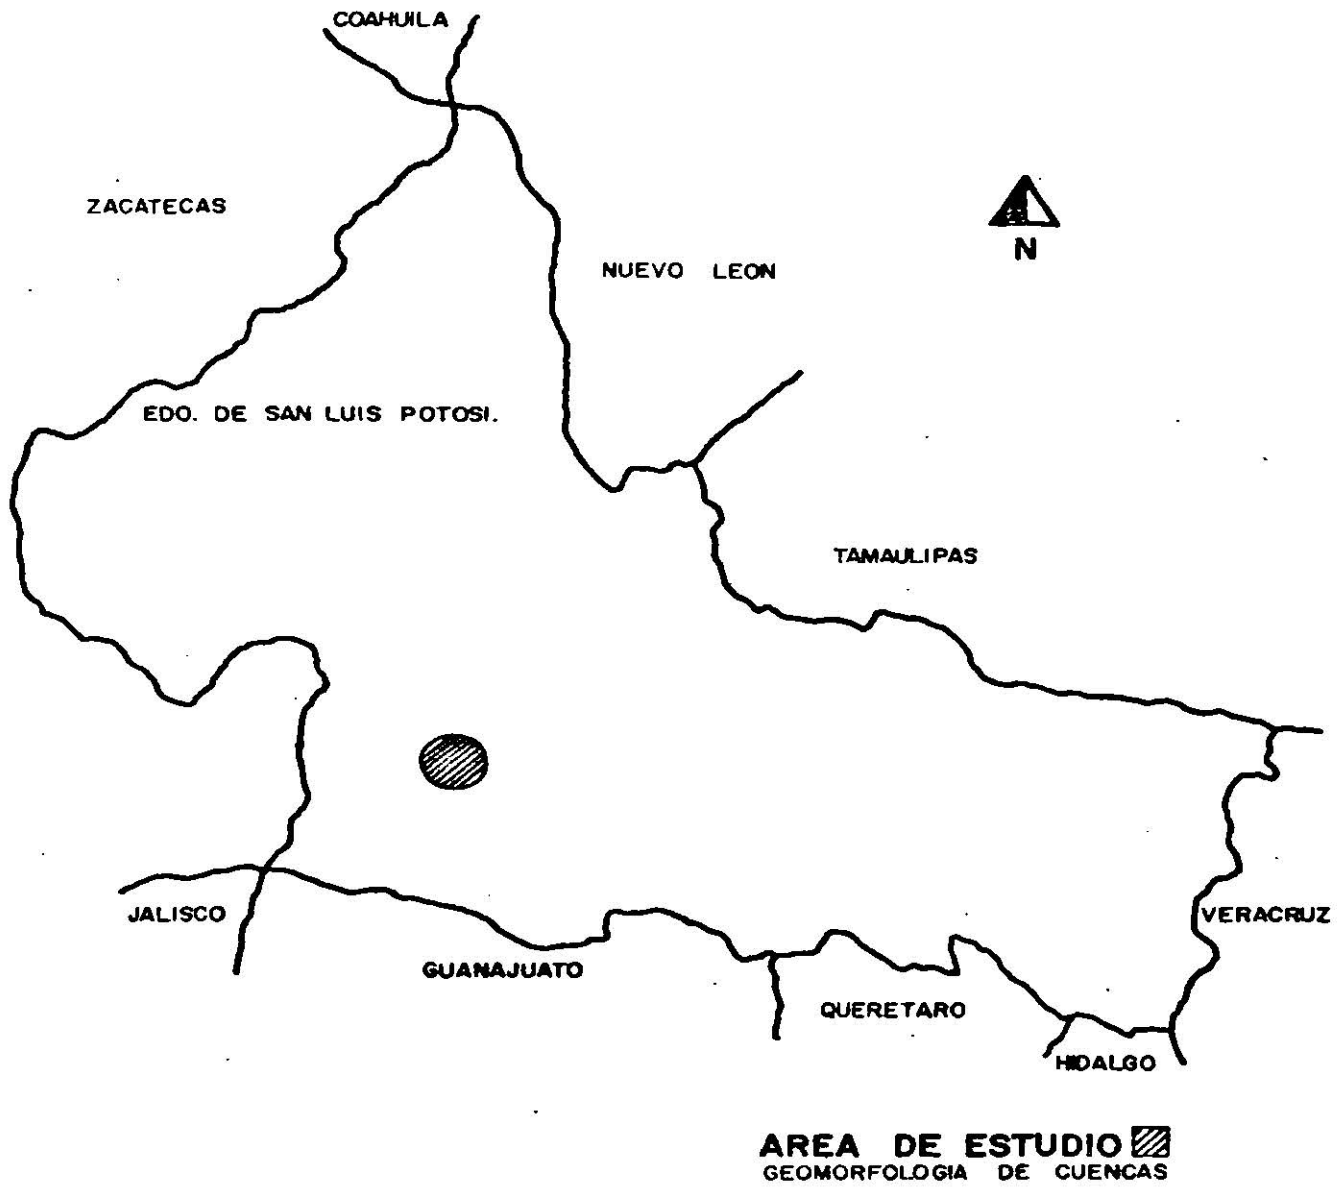 COAHUILA
ZACATECAS
N
NUEVO LEON
EDO. DE SAN LUIS POTOSI.
TAMAULIPAS
JALISCO
VERACRUZ
GUANAJUATO
QUERETARO
HIDALGO
AREA DE ESTUDIO
GEOMORFOLOGIA DE CUENCAS